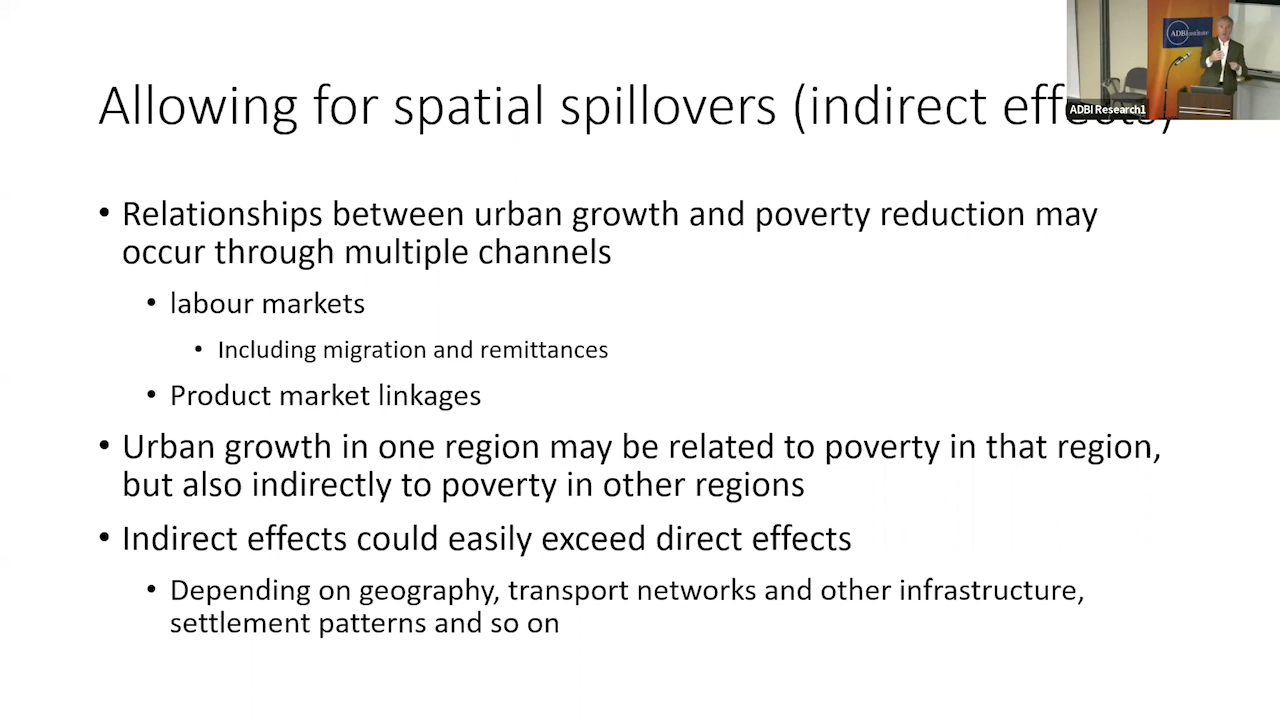 Allowing for spatial spillovers (indirect effects)
ADBInstitute
ADBI Research1
• Relationships between urban growth and poverty reduction may
occur through multiple channels
• labour markets
• Including migration and remittances
• Product market linkages
• Urban growth in one region may be related to poverty in that region,
but also indirectly to poverty in other regions
• Indirect effects could easily exceed direct effects
• Depending on geography, transport networks and other infrastructure,
settlement patterns and so on